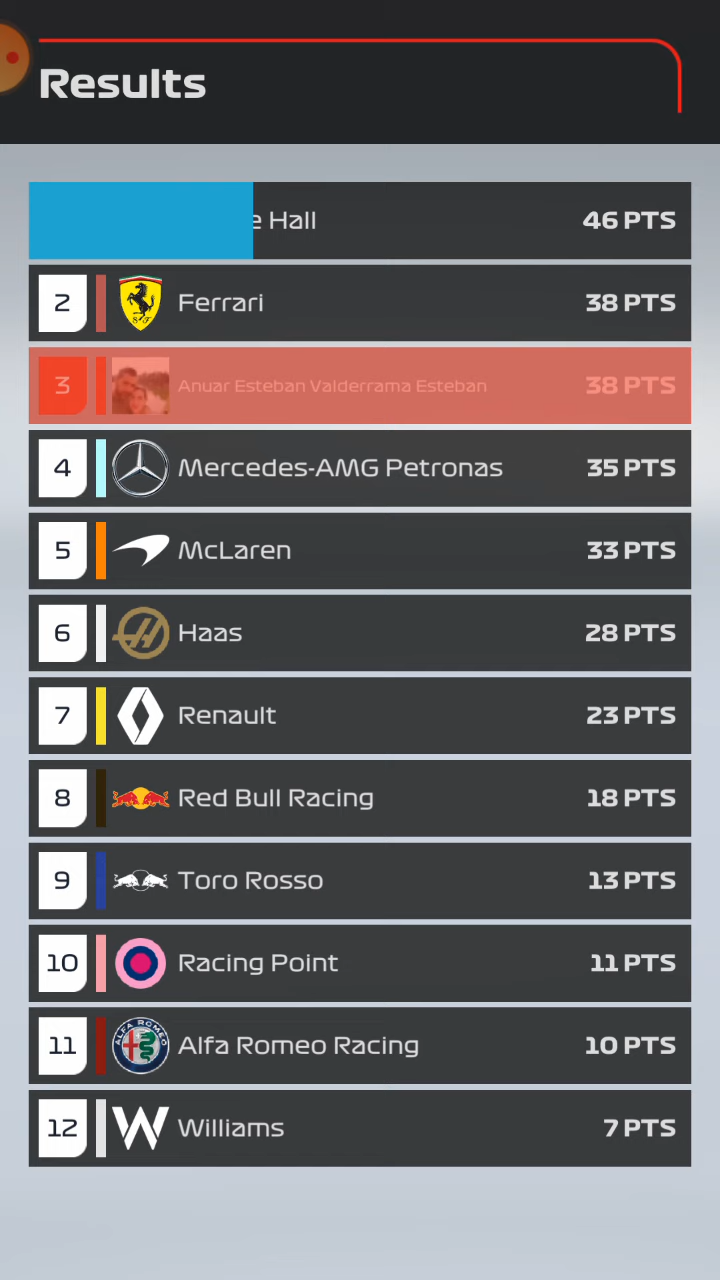 Results
Hall 46 PTS
2 Ferrari 38 PTS
3 Anuar Esteban Valderrama Esteban 38 PTS
4 Mercedes-AMG Petronas 35 PTS
5 McLaren 33 PTS
6 Haas 28 PTS
7 Renault 23 PTS
8 Red Bull Racing 18 PTS
9 Toro Rosso 13 PTS
10 Racing Point 11 PTS
11 Alfa Romeo Racing 10 PTS
12 Williams 7 PTS